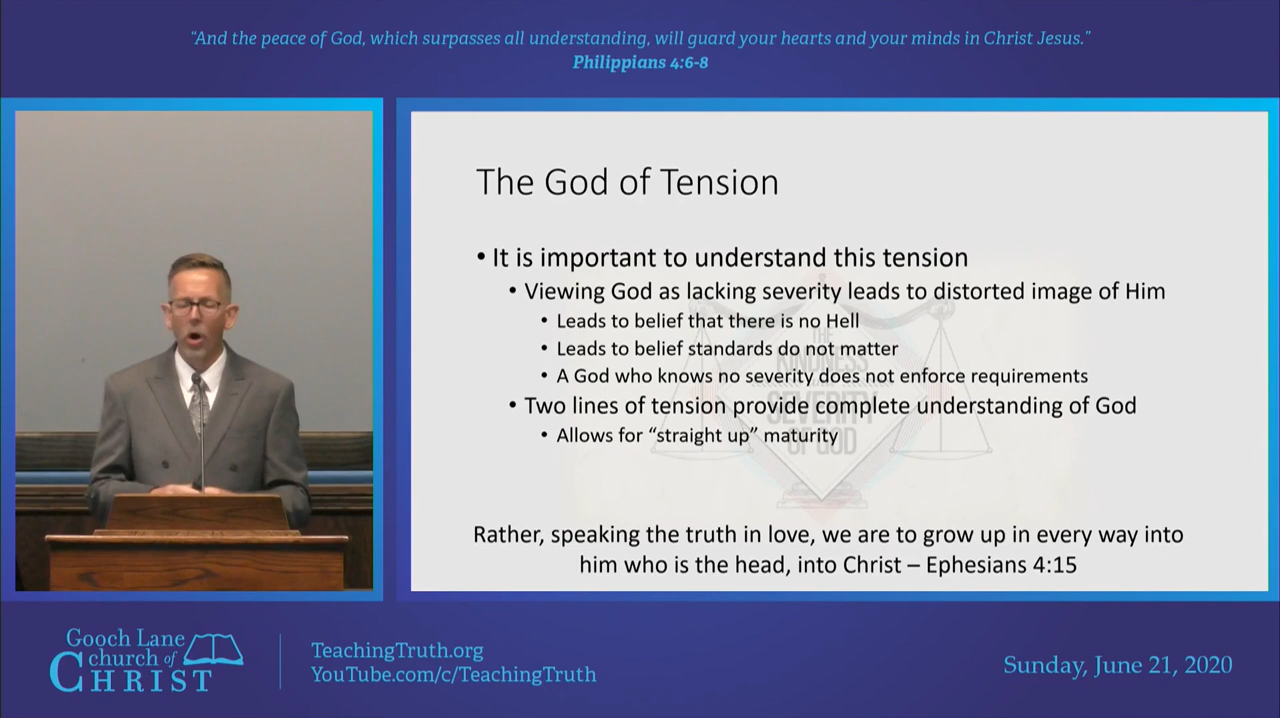 "And the peace of God, which surpasses all understanding, will guard your hearts and your minds in Christ Jesus."
Philippians 4:6-8
The God of Tension
• It is important to understand this tension
• Viewing God as lacking severity leads to distorted image of Him
• Leads to belief that there is no Hell
• Leads to belief standards do not matter
• A God who knows no severity does not enforce requirements
• Two lines of tension provide complete understanding of God
• Allows for “straight up” maturity
THE
KINDNESS
SEVERITY
OF GOD
Rather, speaking the truth in love, we are to grow up in every way into
him who is the head, into Christ – Ephesians 4:15
Gooch Lane
church of
CHRIST
TeachingTruth.org
YouTube.com/c/TeachingTruth
Sunday, June 21, 2020